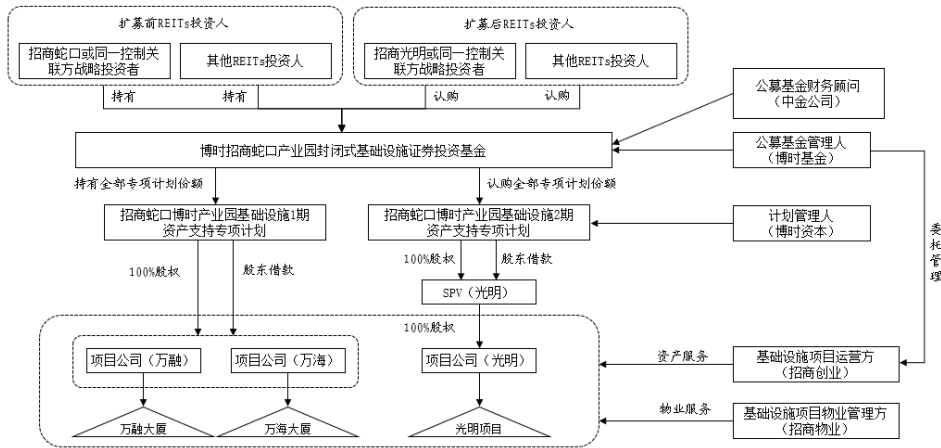 扩募前REITs投资人
扩募后REITs投资人
招商蛇口或同一控制关
联方战略投资者
其他REITs投资人
招商光明或同一控制关
联方战略投资者
其他REITs投资人
持有
持有
认购
认购
公募基金财务顾问
（中金公司）
博时招商蛇口产业园封闭式基础设施证券投资基金
公募基金管理人
（博时基金）
持有全部专项计划份额
认购全部专项计划份额
招商蛇口博时产业园基础设施1期
资产支持专项计划
招商蛇口博时产业园基础设施2期
资产支持专项计划
计划管理人
（博时资本）
委托管理
100%股权
股东借款
100%股权
股东借款
SPV（光明）
100%股权
项目公司（万融）
项目公司（万海）
项目公司（光明）
资产服务
基础设施项目运营方
（招商创业）
万融大厦
万海大厦
光明项目
物业服务
基础设施项目物业管理方
（招商物业）